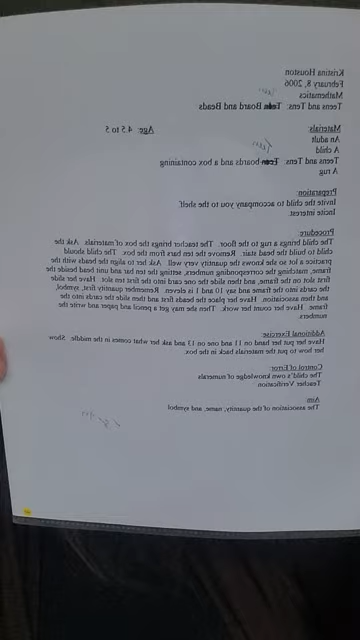 Kristina Houston
February 8, 2006
Mathematics
Teens and Tens: Teen Board and Beads
Teen
Materials: Age: 4.5 to 5
An adult
A child
Teen
Teens and Tens: Teen boards and a box containing
A rug
Preparation:
Invite the child to accompany you to the shelf.
Incite interest.
Procedure:
The child brings a rug to the floor. The teacher brings the box of materials. Ask the
child to build the bead stair. Remove the ten bars from the box. The child should
practice a lot so she knows the quantity very well. Ask her to align the beads with the
frame, matching the corresponding numbers, setting the ten bar and unit bead beside the
first slot on the frame, and then slide the one card into the first ten slot. Have her slide
the cards into the frame and say 10 and 1 is eleven. Remember quantity first, symbol,
and then association. Have her place the beads first and then slide the cards into the
frame. Have her count her work. Then she may get a pencil and paper and write the
numbers.
Additional Exercise:
Have her put her hand on 11 and one on 13 and ask her what comes in the middle. Show
her how to put the materials back in the box.
Control of Error:
The child's own knowledge of numerals
Teacher Verification
Aim
The association of the quantity, name, and symbol